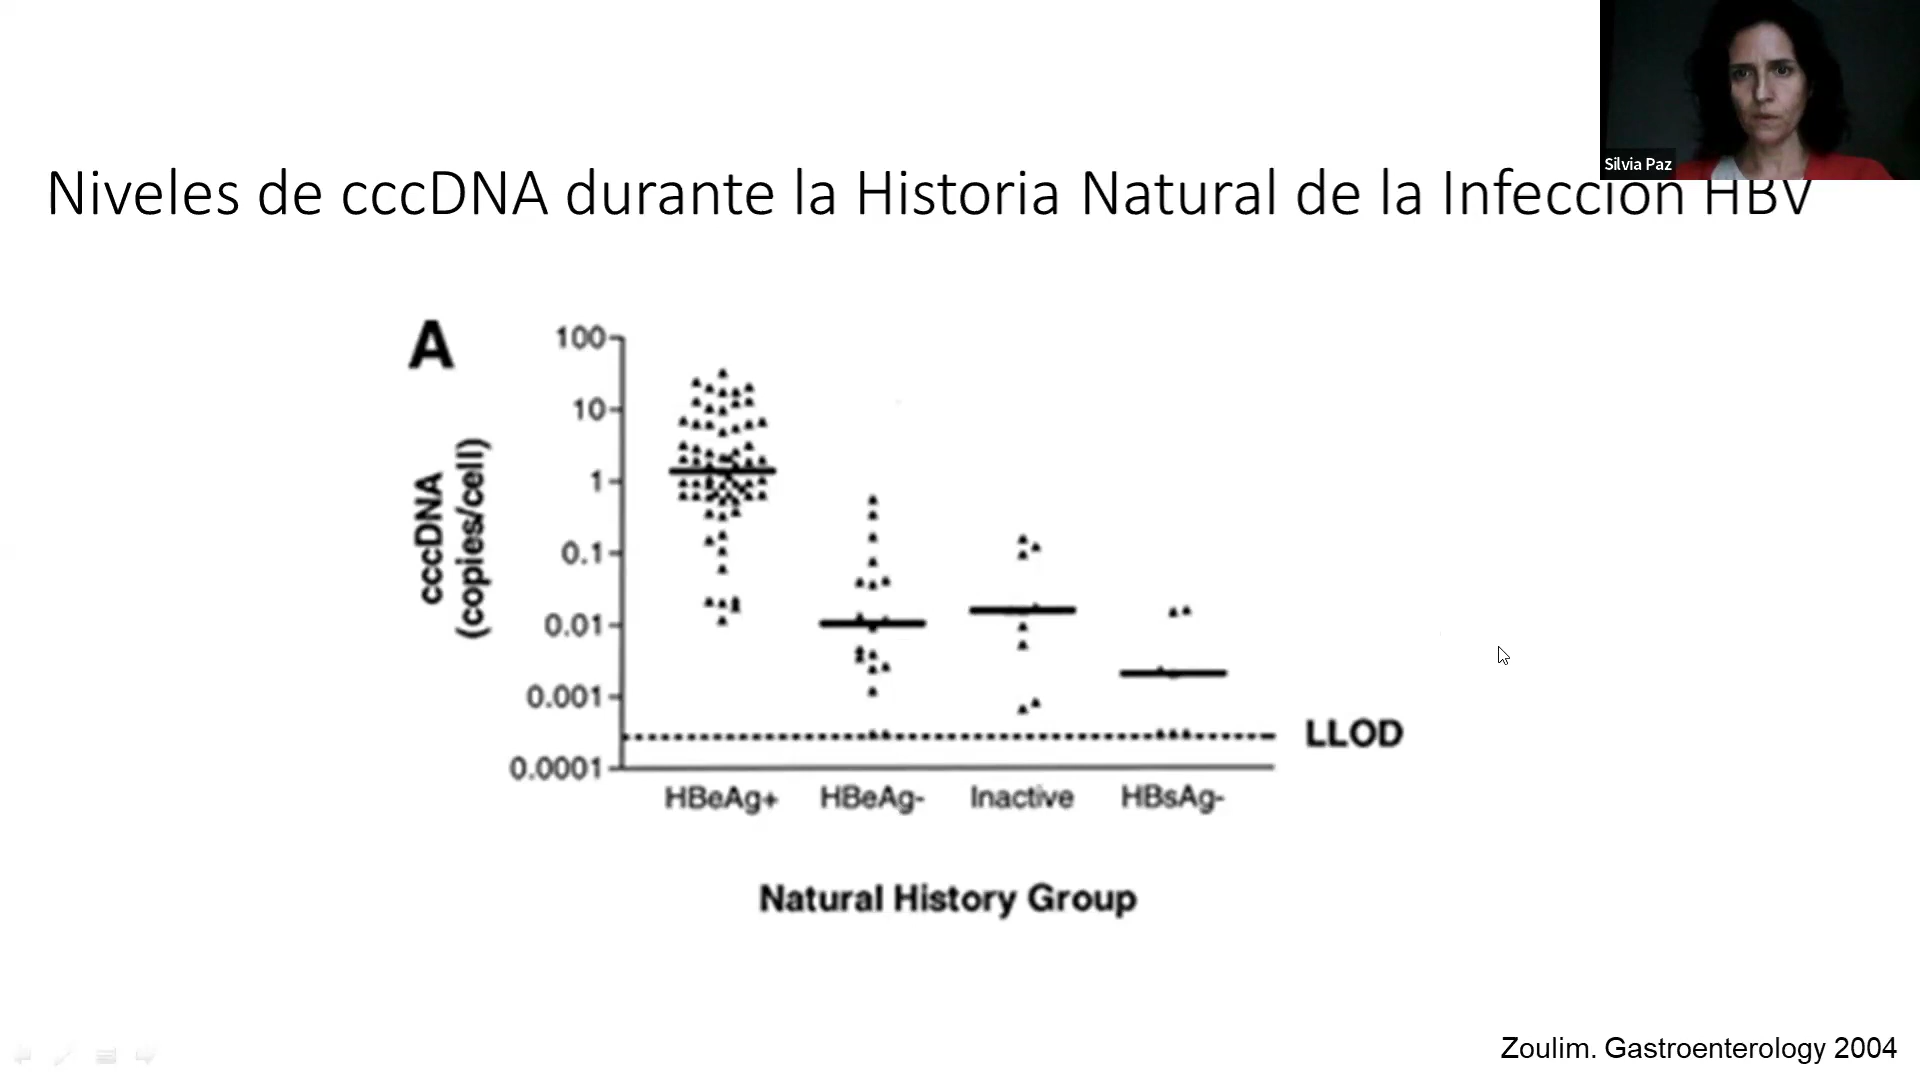 Silvia Paz
Niveles de cccDNA durante la Historia Natural de la Infección HBV
A
cccDNA
(copies/cell)
100
10
1
0.1
0.01
0.001
0.0001
LLOD
HBeAg+ HBeAg- Inactive HBsAg-
Natural History Group
Zoulim. Gastroenterology 2004